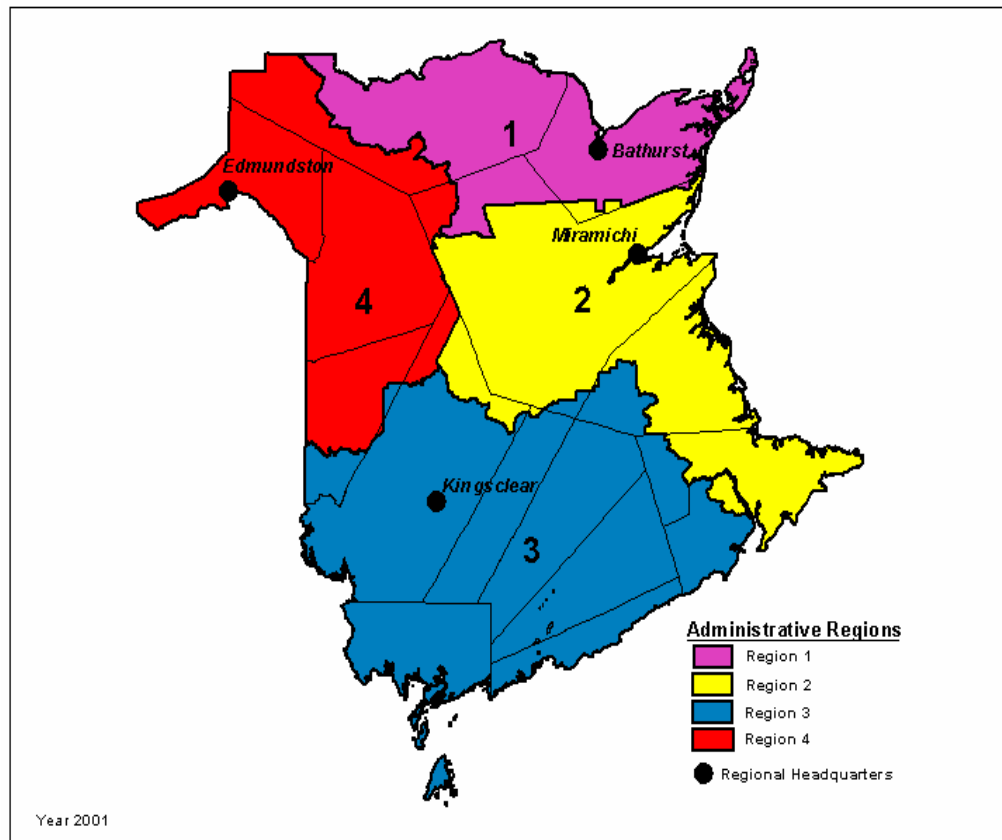 1
Bathurst
Edmundston
Miramichi
4
2
Kingsclear
3
Administrative Regions
Region 1
Region 2
Region 3
Region 4
Regional Headquarters
Year 2001